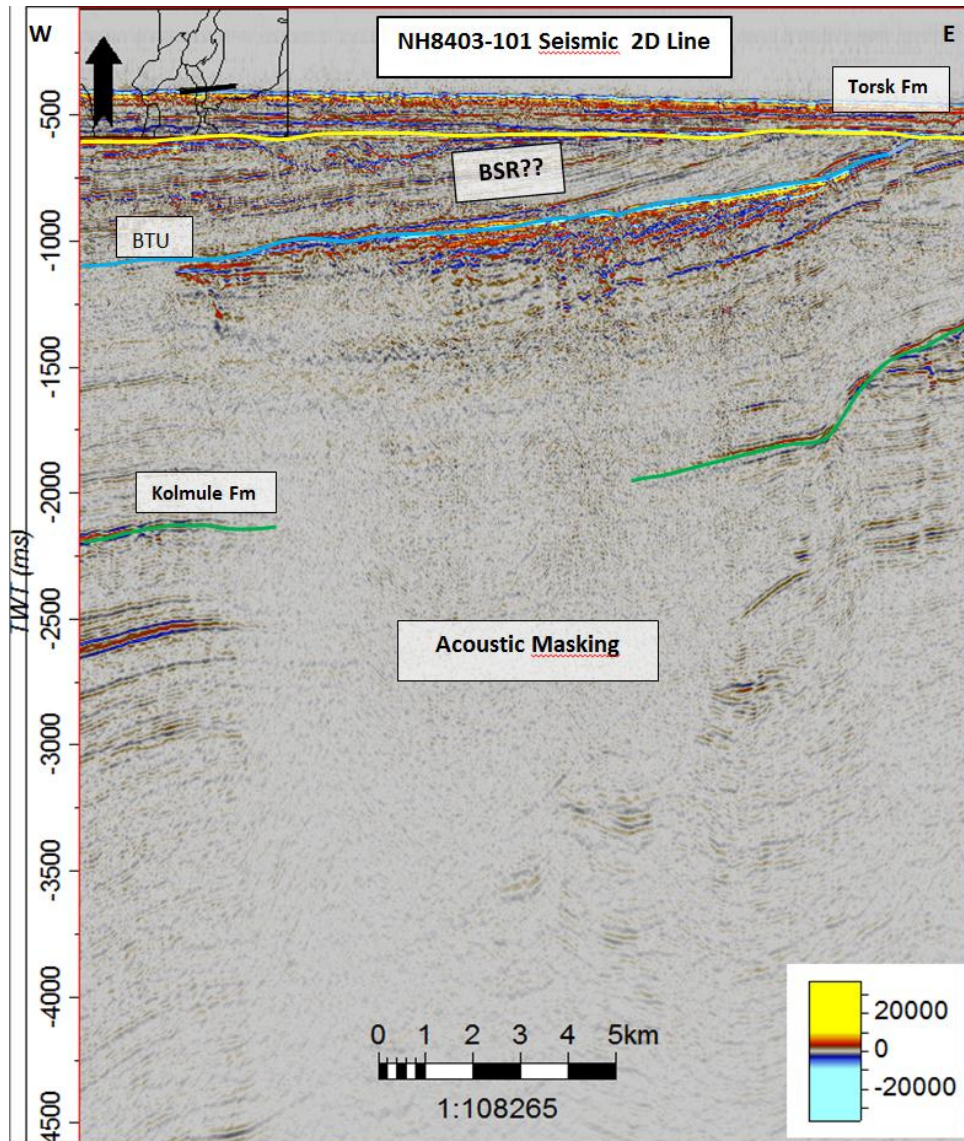 W
NH8403-101 Seismic 2D Line
E
Torsk Fm
-500
BSR??
BTU
-1000
-1500
Kolmule Fm
-2000
TWT (ms)
-2500
Acoustic Masking
-3000
-3500
-4000
-4500
0 1 2 3 4 5km
1:108265
20000
0
-20000